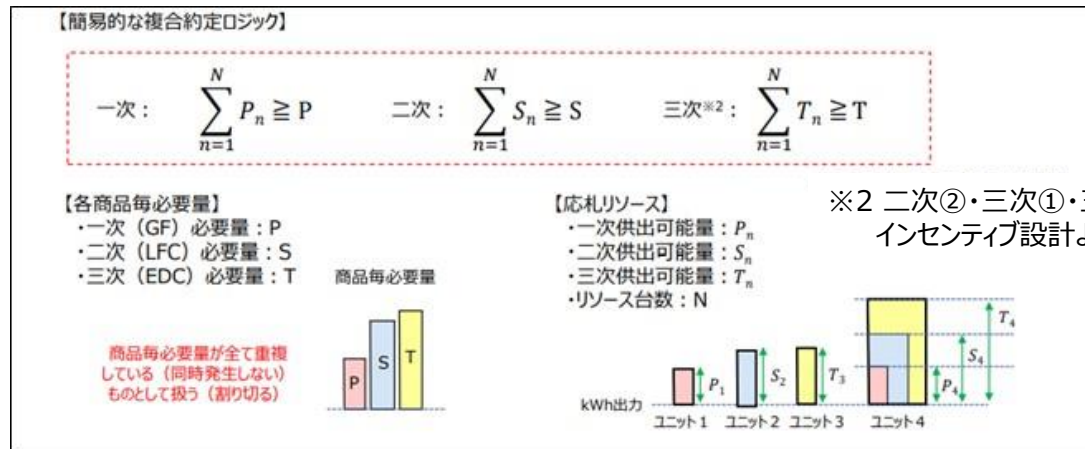 【簡易的な複合約定ロジック】
一次： \sum_{n=1}^{N} P_n ≧ P 二次： \sum_{n=1}^{N} S_n ≧ S 三次※2： \sum_{n=1}^{N} T_n ≧ T
【各商品毎必要量】
・一次（GF）必要量：P
・二次（LFC）必要量：S
・三次（EDC）必要量：T
商品毎必要量
商品毎必要量が全て重複
している（同時発生しない）
ものとして扱う（割り切る）
P S T
【応札リソース】
・一次供出可能量：P_n
・二次供出可能量：S_n
・三次供出可能量：T_n
・リソース台数：N
※2 二次②・三次①・
インセンティブ設計
kWh出力
P_1 S_2 T_3 P_4 S_4 T_4
ユニット1 ユニット2 ユニット3 ユニット4